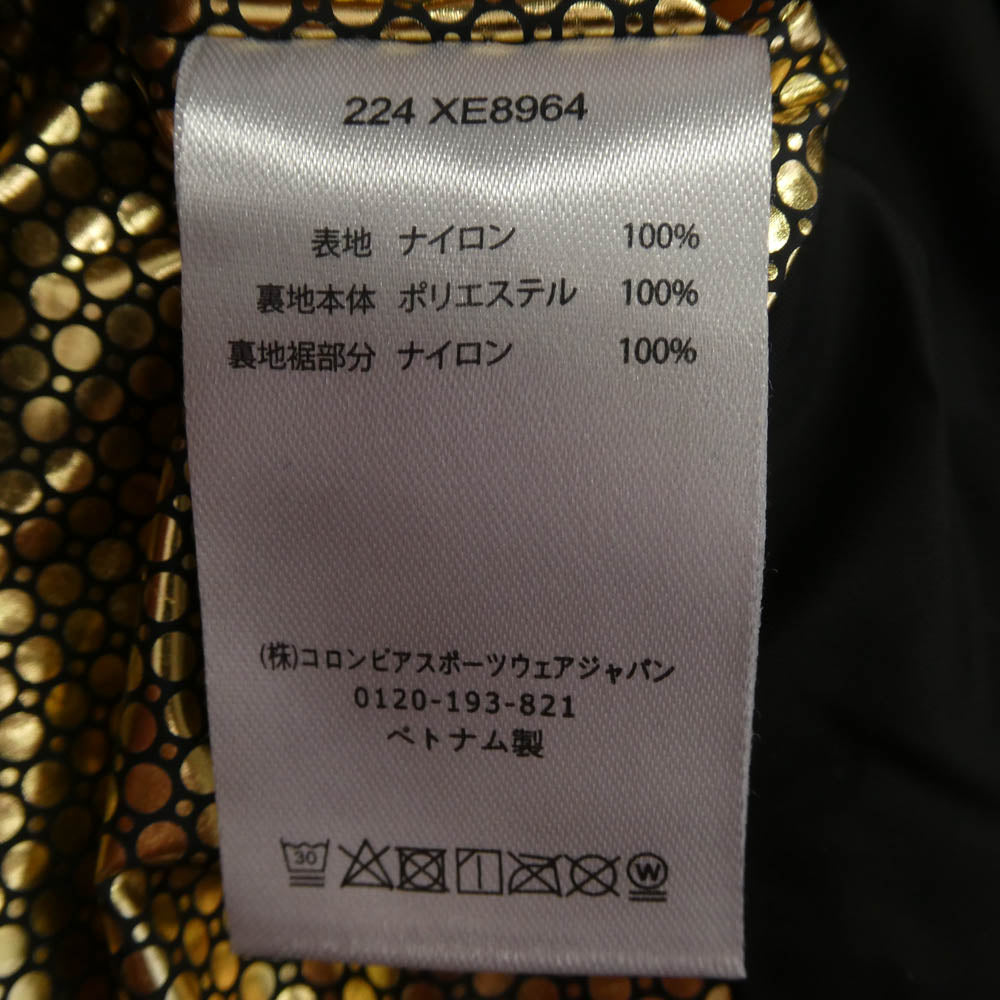 224 XE8964
表地 ナイロン 100%
裏地本体 ポリエステル 100%
裏地裾部分 ナイロン 100%
(株)コロンビアスポーツウェアジャパン
0120-193-821
ベトナム製
30 W